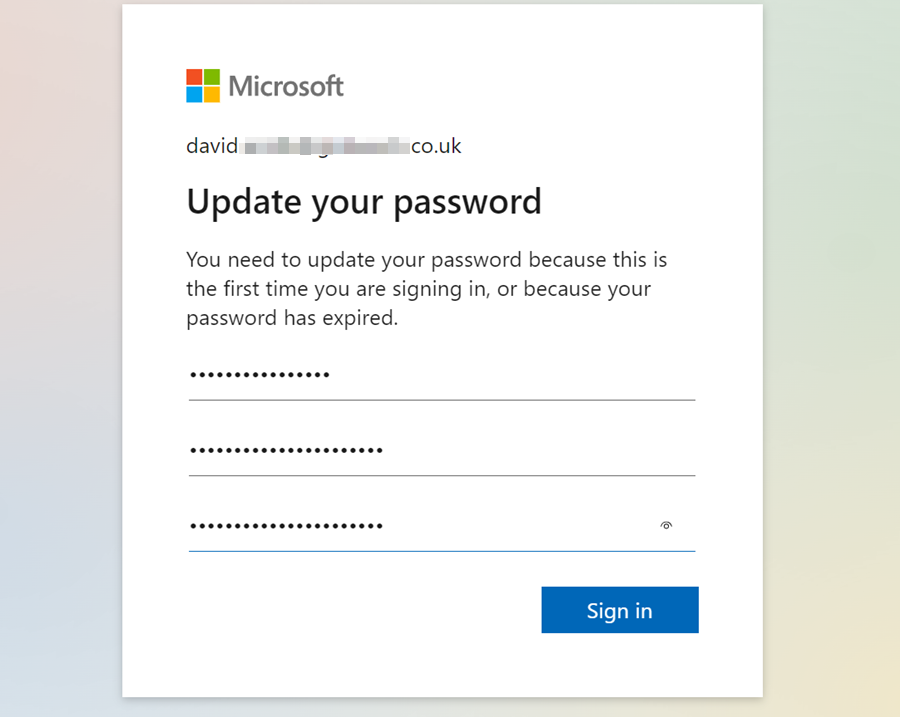 Microsoft
david co.uk
Update your password
You need to update your password because this is
the first time you are signing in, or because your
password has expired.
••••••••••••••••
••••••••••••••••••••••
••••••••••••••••••••••
Sign in